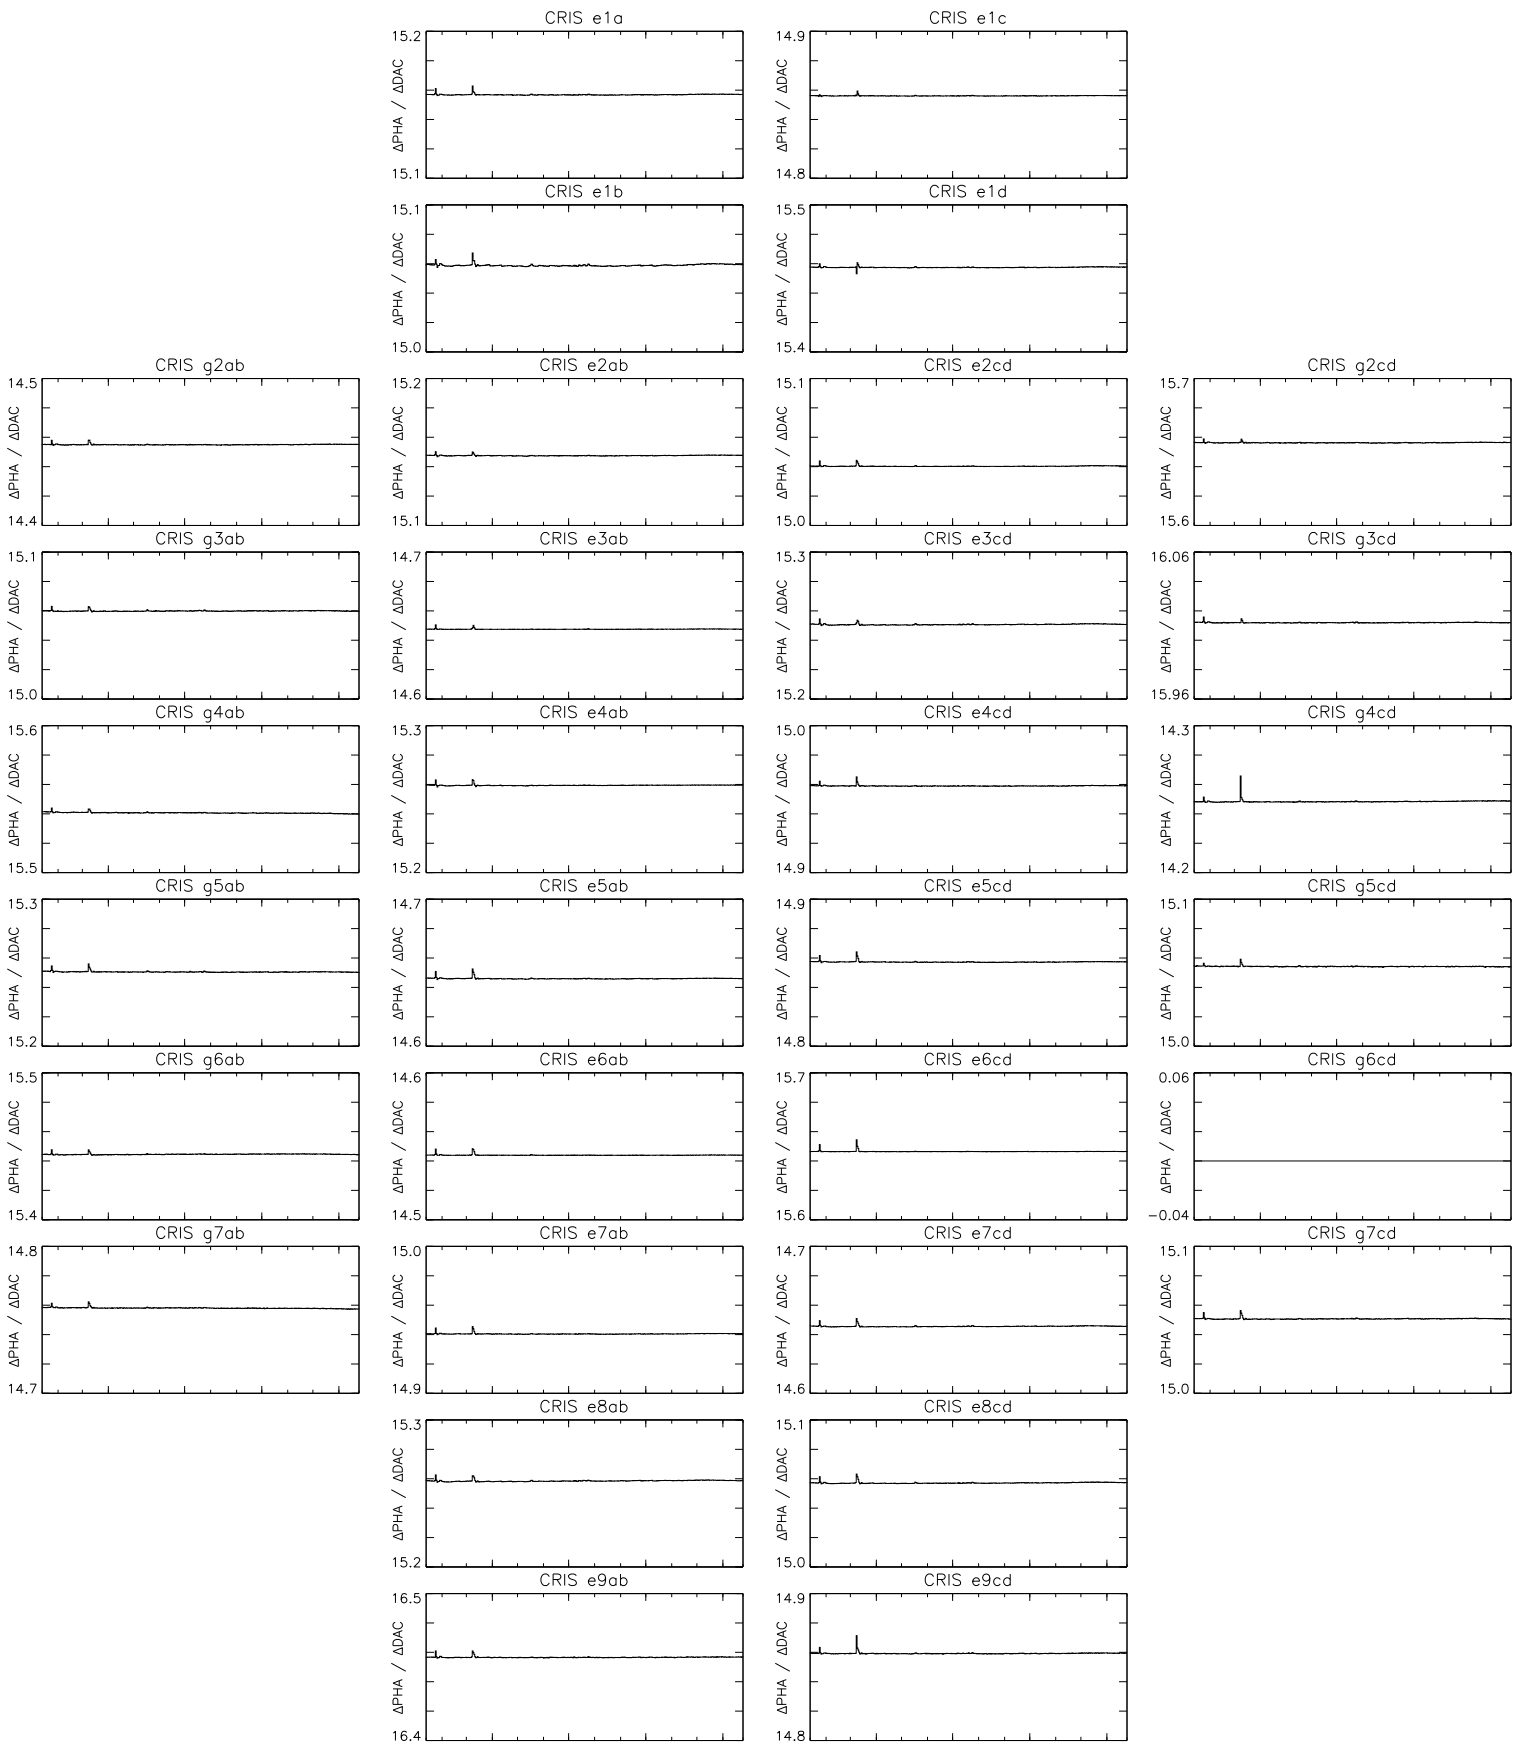 CRIS e1a
15.2
ΔPHA / ΔDAC
15.1
CRIS e1c
14.9
ΔPHA / ΔDAC
14.8
CRIS e1b
15.1
ΔPHA / ΔDAC
15.0
CRIS e1d
15.5
ΔPHA / ΔDAC
15.4
CRIS g2ab
14.5
ΔPHA / ΔDAC
14.4
CRIS e2ab
15.2
ΔPHA / ΔDAC
15.1
CRIS e2cd
15.1
ΔPHA / ΔDAC
15.0
CRIS g2cd
15.7
ΔPHA / ΔDAC
15.6
CRIS g3ab
15.1
ΔPHA / ΔDAC
15.0
CRIS e3ab
14.7
ΔPHA / ΔDAC
14.6
CRIS e3cd
15.3
ΔPHA / ΔDAC
15.2
CRIS g3cd
16.06
ΔPHA / ΔDAC
15.96
CRIS g4ab
15.6
ΔPHA / ΔDAC
15.5
CRIS e4ab
15.3
ΔPHA / ΔDAC
15.2
CRIS e4cd
15.0
ΔPHA / ΔDAC
14.9
CRIS g4cd
14.3
ΔPHA / ΔDAC
14.2
CRIS g5ab
15.3
ΔPHA / ΔDAC
15.2
CRIS e5ab
14.7
ΔPHA / ΔDAC
14.6
CRIS e5cd
14.9
ΔPHA / ΔDAC
14.8
CRIS g5cd
15.1
ΔPHA / ΔDAC
15.0
CRIS g6ab
15.5
ΔPHA / ΔDAC
15.4
CRIS e6ab
14.6
ΔPHA / ΔDAC
14.5
CRIS e6cd
15.7
ΔPHA / ΔDAC
15.6
CRIS g6cd
0.06
ΔPHA / ΔDAC
−0.04
CRIS g7ab
14.8
ΔPHA / ΔDAC
14.7
CRIS e7ab
15.0
ΔPHA / ΔDAC
14.9
CRIS e7cd
14.7
ΔPHA / ΔDAC
14.6
CRIS g7cd
15.1
ΔPHA / ΔDAC
15.0
CRIS e8ab
15.3
ΔPHA / ΔDAC
15.2
CRIS e8cd
15.1
ΔPHA / ΔDAC
15.0
CRIS e9ab
16.5
ΔPHA / ΔDAC
16.4
CRIS e9cd
14.9
ΔPHA / ΔDAC
14.8